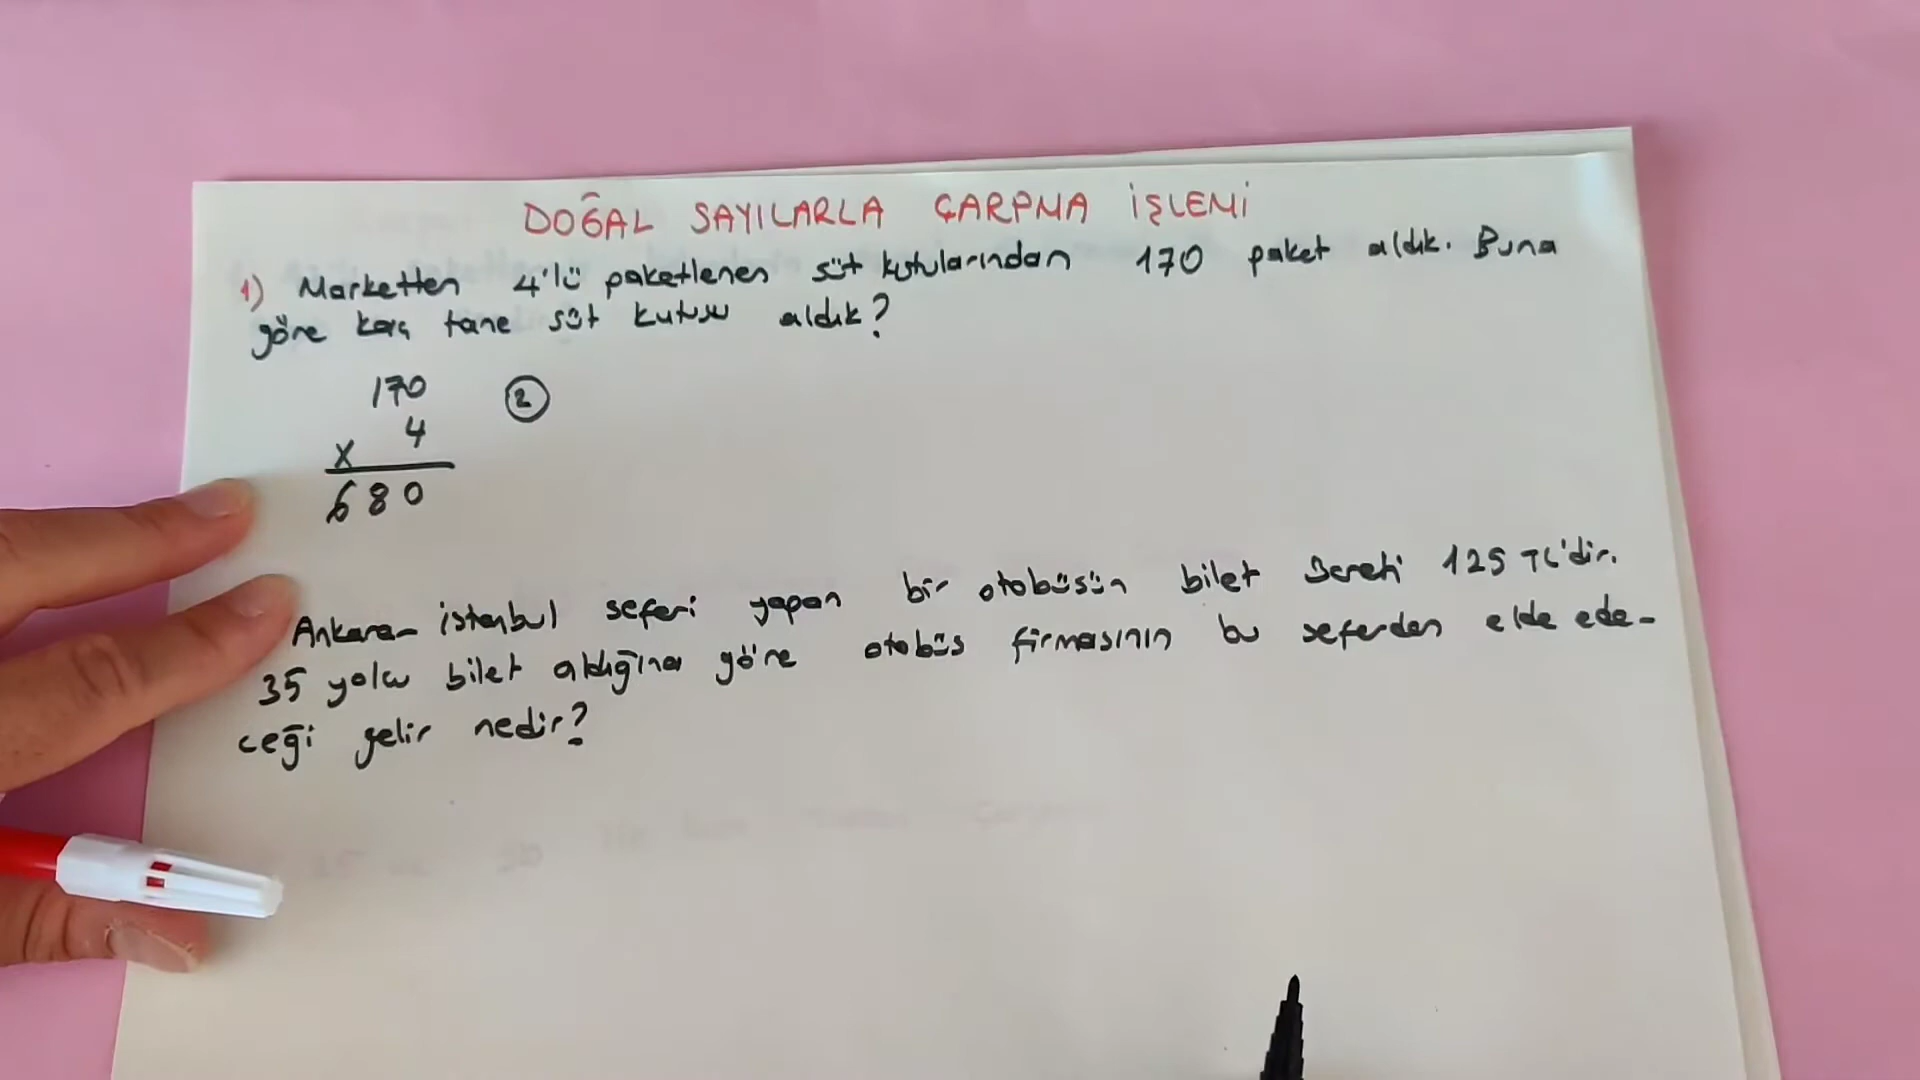 DOĞAL SAYILARLA ÇARPMA İŞLEMİ
1) Marketten 4'lü paketlenen süt kutularından 170 paket aldık. Buna
göre kaç tane süt kutusu aldık?
170 2
x 4
680
Ankara-İstanbul seferi yapan bir otobüsün bilet ücreti 125 TL'dir.
35 yolcu bilet aldığına göre otobüs firmasının bu seferden elde ede-
ceği gelir nedir?